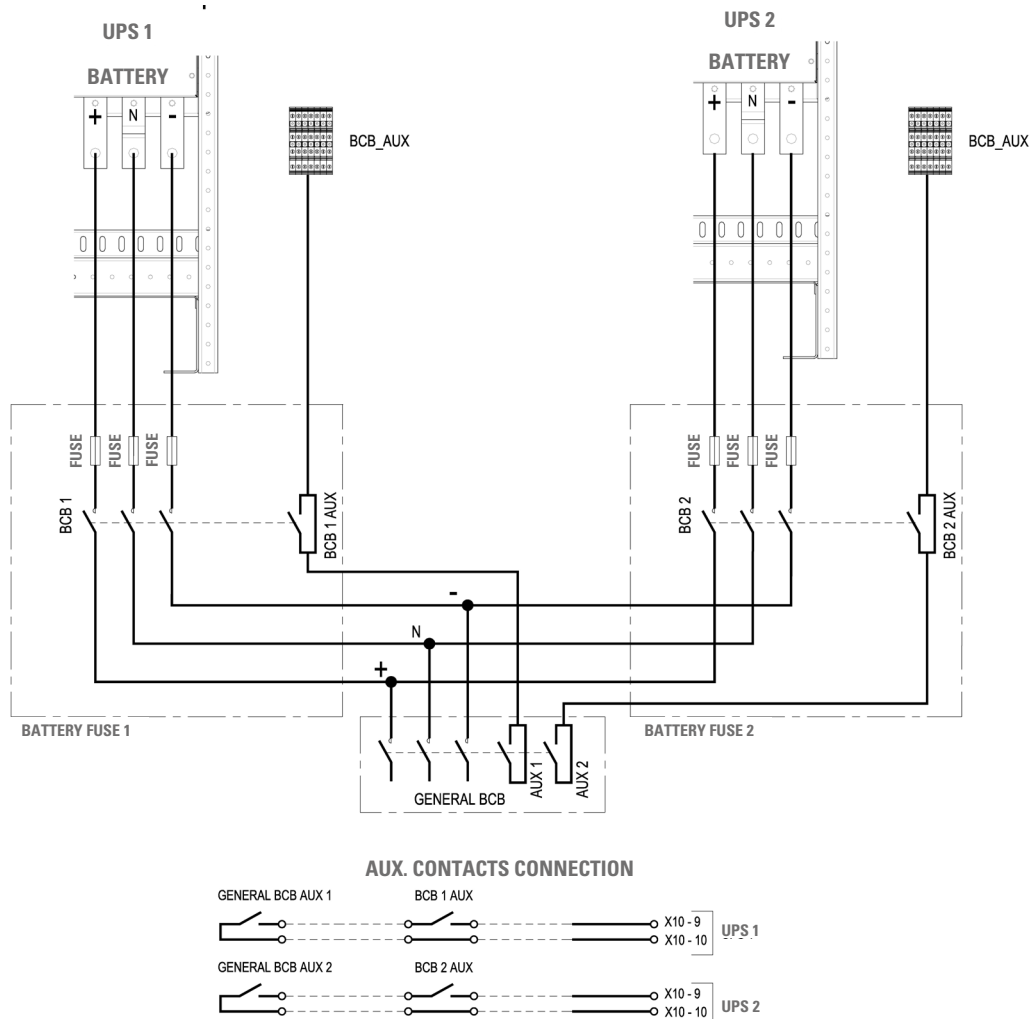 UPS 1
UPS 2
BATTERY
BATTERY
+ N -
+ N -
BCB_AUX
BCB_AUX
FUSE
FUSE
FUSE
FUSE
FUSE
FUSE
BCB 1
BCB 1 AUX
BCB 2
BCB 2 AUX
-
N
+
BATTERY FUSE 1
BATTERY FUSE 2
AUX 1
AUX 2
GENERAL BCB
AUX. CONTACTS CONNECTION
GENERAL BCB AUX 1
BCB 1 AUX
X10 - 9
X10 - 10
UPS 1
GENERAL BCB AUX 2
BCB 2 AUX
X10 - 9
X10 - 10
UPS 2